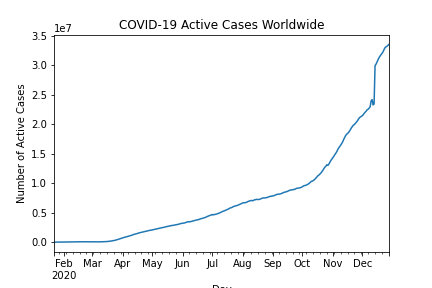 COVID-19 Active Cases Worldwide
1e7
3.5
3.0
2.5
2.0
1.5
1.0
0.5
0.0
Number of Active Cases
Feb Mar Apr May Jun Jul Aug Sep Oct Nov Dec
2020